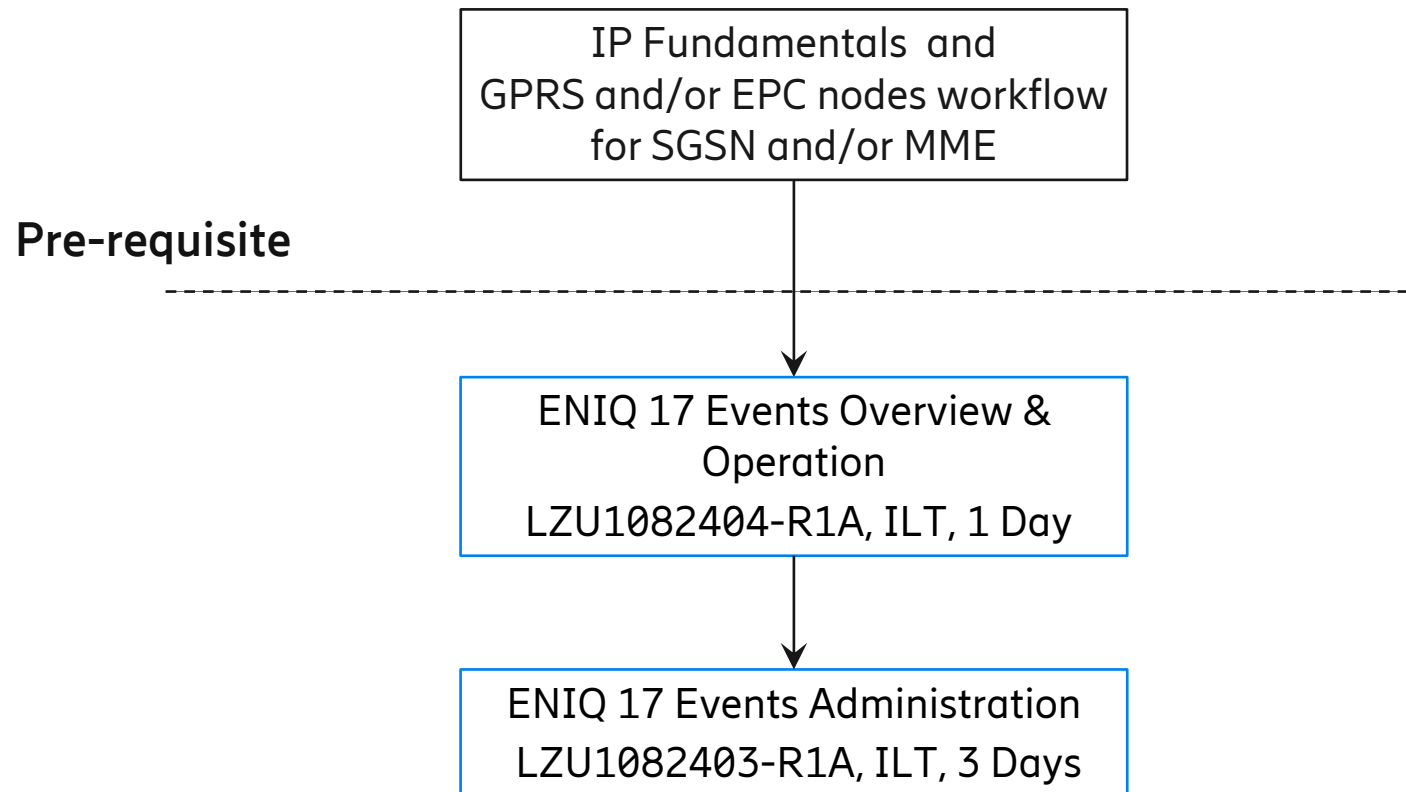 IP Fundamentals and
GPRS and/or EPC nodes workflow
for SGSN and/or MME
Pre-requisite
ENIQ 17 Events Overview &
Operation
LZU1082404-R1A, ILT, 1 Day
ENIQ 17 Events Administration
LZU1082403-R1A, ILT, 3 Days